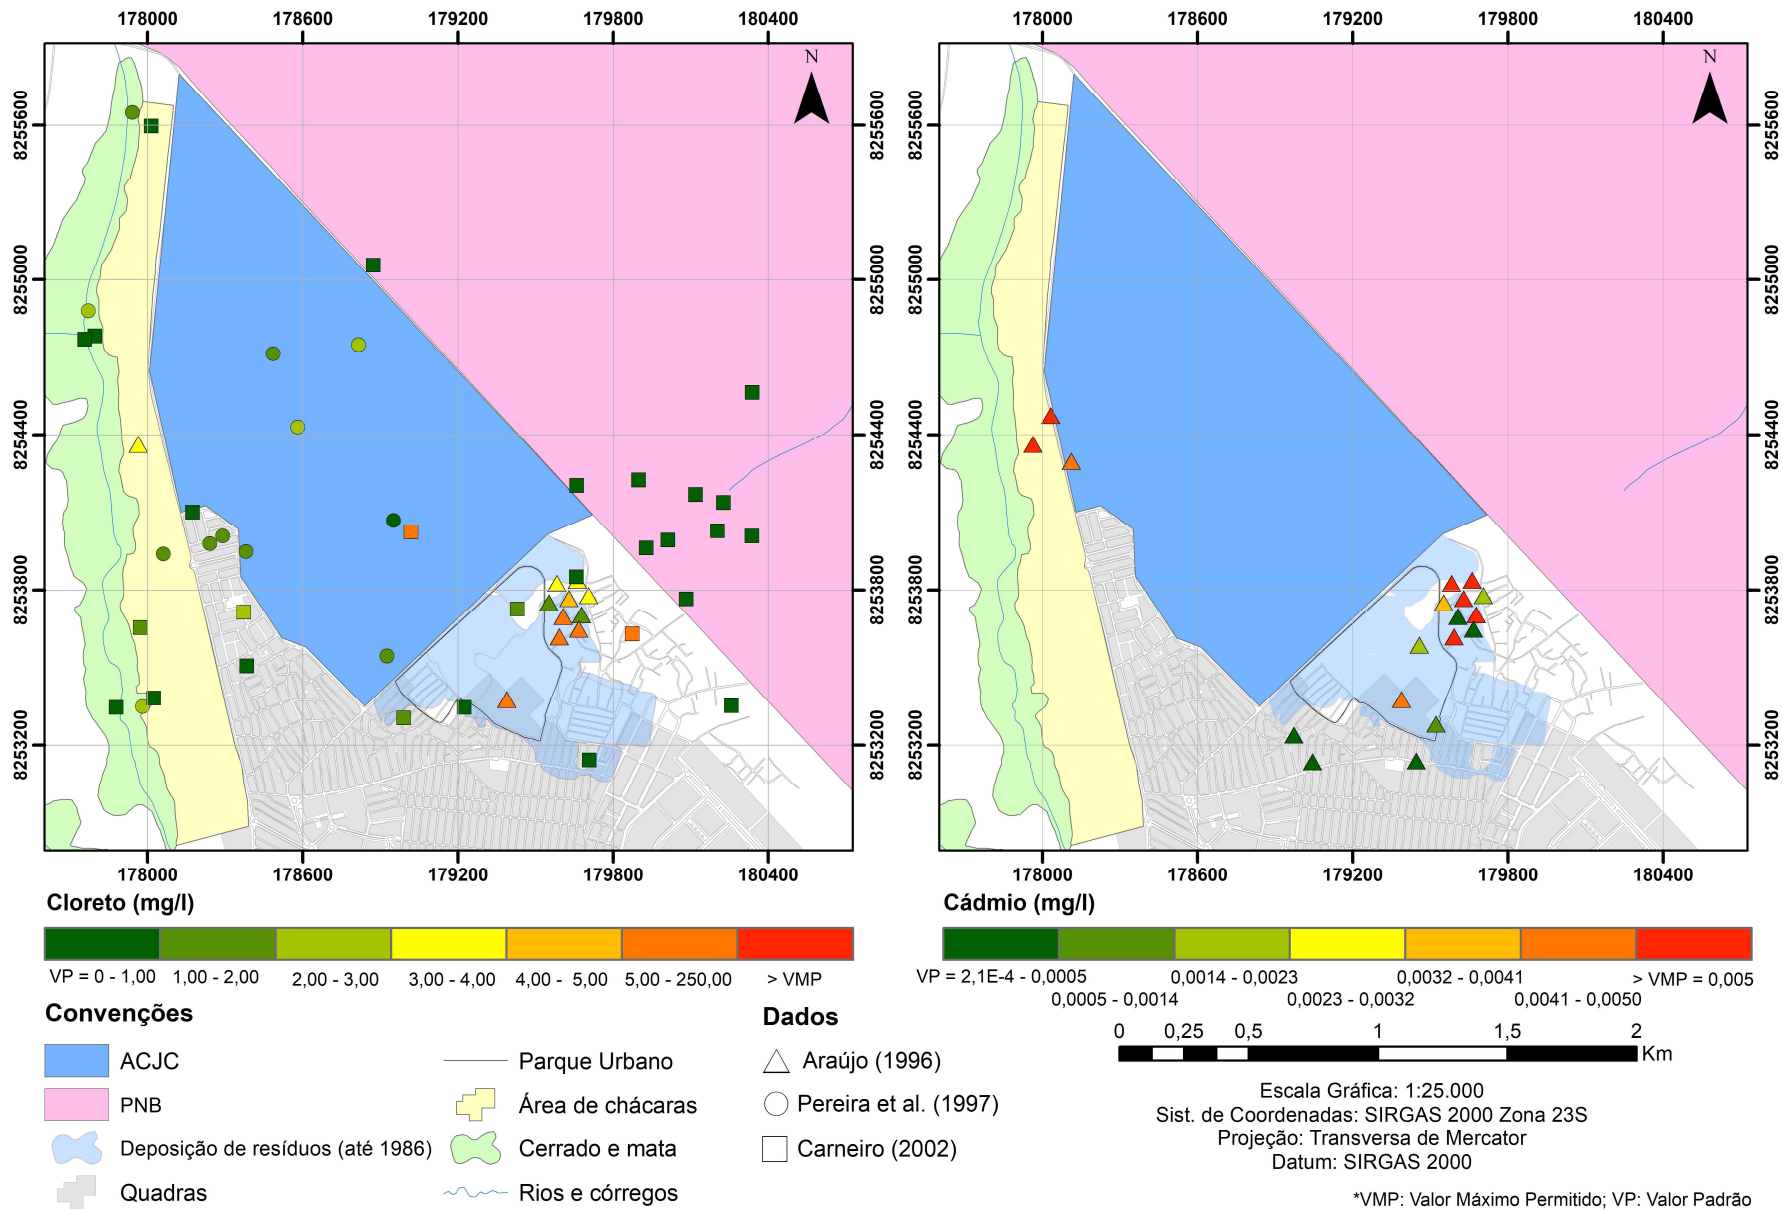 178000 178600 179200 179800 180400 178000 178600 179200 179800 180400
N N
8255600 8255600 8255600 8255600
8255000 8255000 8255000 8255000
8254400 8254400 8254400 8254400
8253800 8253800 8253800 8253800
8253200 8253200 8253200 8253200
178000 178600 179200 179800 180400 178000 178600 179200 179800 180400
Cloreto (mg/l)
VP = 0 - 1,00 1,00 - 2,00 2,00 - 3,00 3,00 - 4,00 4,00 - 5,00 5,00 - 250,00 > VMP
Cádmio (mg/l)
VP = 2,1E-4 - 0,0005 0,0014 - 0,0023 0,0032 - 0,0041 > VMP = 0,005
0,0005 - 0,0014 0,0023 - 0,0032 0,0041 - 0,0050
Convenções
ACJC
PNB
Deposição de resíduos (até 1986)
Quadras
Parque Urbano
Área de chácaras
Cerrado e mata
Rios e córregos
Dados
Araújo (1996)
Pereira et al. (1997)
Carneiro (2002)
0 0,25 0,5 1 1,5 2
Km
Escala Gráfica: 1:25.000
Sist. de Coordenadas: SIRGAS 2000 Zona 23S
Projeção: Transversa de Mercator
Datum: SIRGAS 2000
*VMP: Valor Máximo Permitido; VP: Valor Padrão